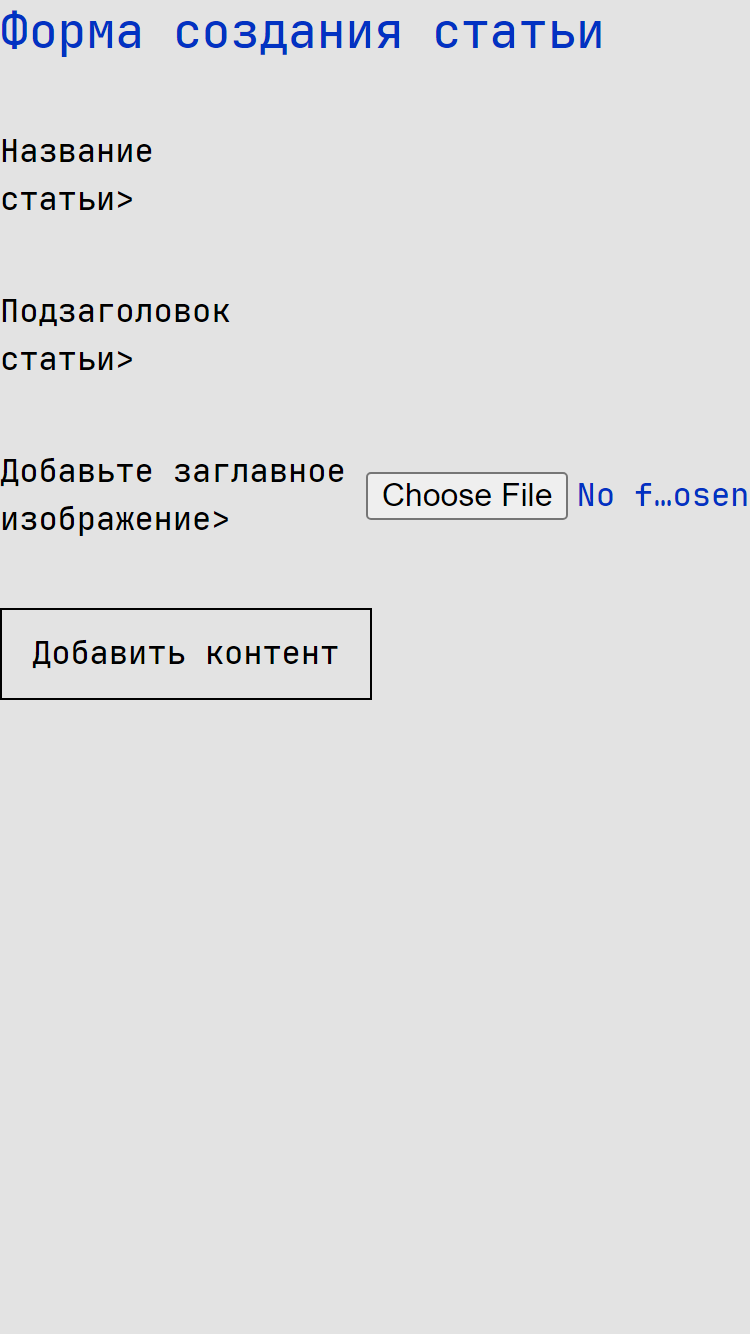 Форма создания статьи
Название
статьи>
Подзаголовок
статьи>
Добавьте заглавное
изображение>
Choose File No f…osen
Добавить контент